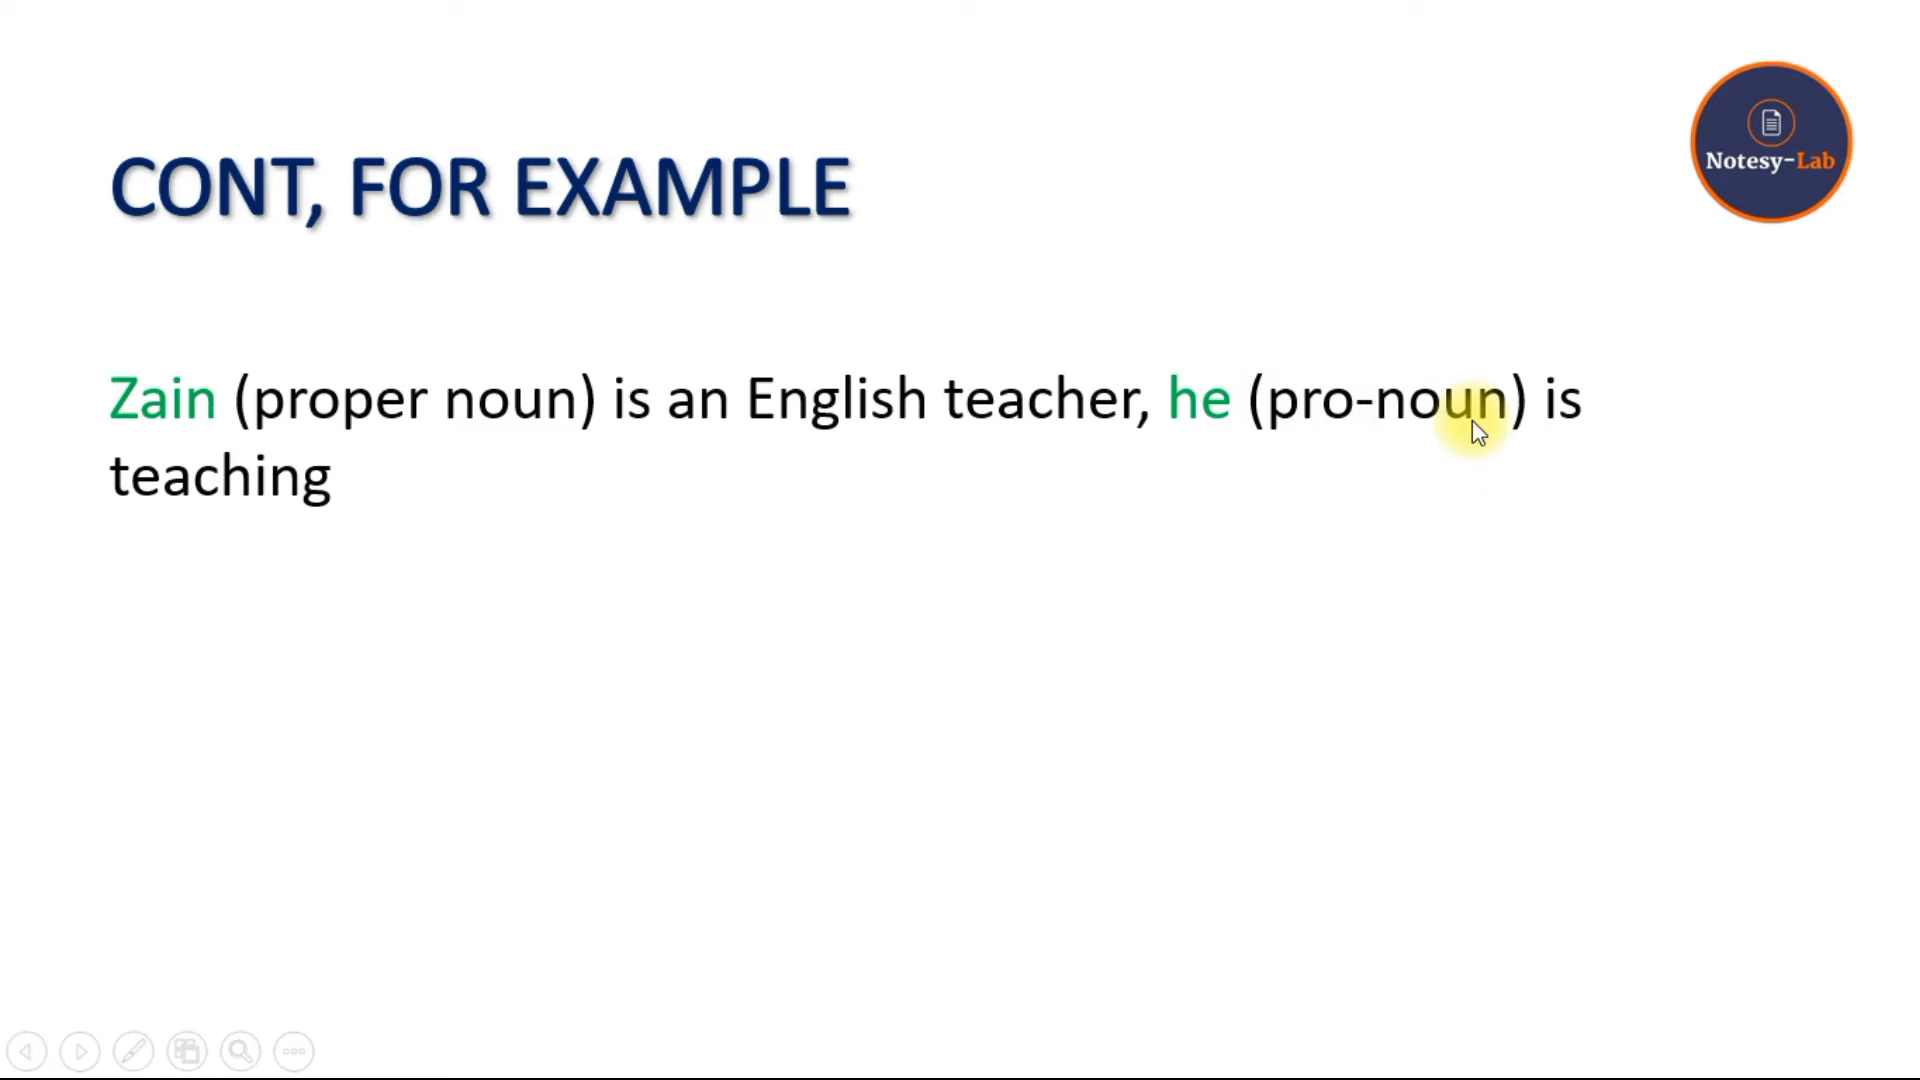 Notesy-Lab
CONT, FOR EXAMPLE
Zain (proper noun) is an English teacher, he (pro-noun) is
teaching